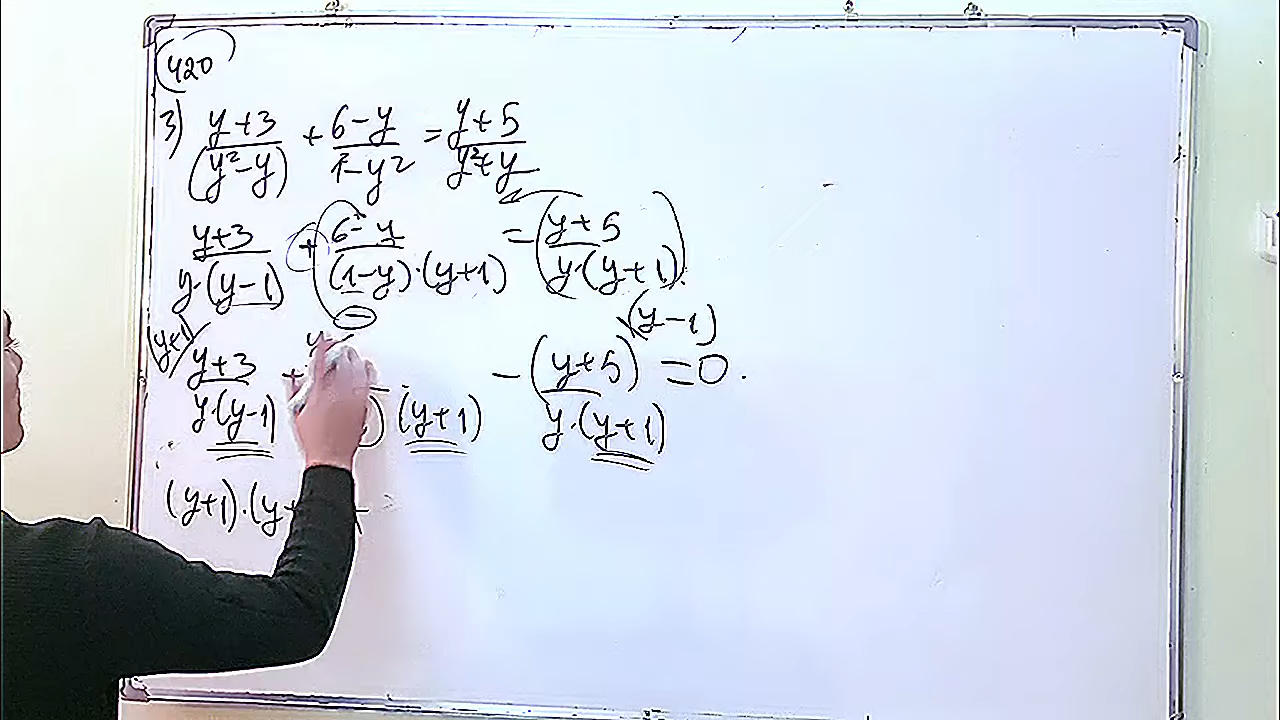 420
3) (y+3)/(y²-y) + (6-y)/(1-y²) = (y+5)/(y²+y)
(y+3)/(y·(y-1)) + (6-y)/((1-y)·(y+1)) = (y+5)/(y·(y+1))
−
(y+1) (y-1)
(y+3)/(y·(y-1)) + (y+1) - (y+5)/(y·(y+1)) = 0.
(y+1)·(y+